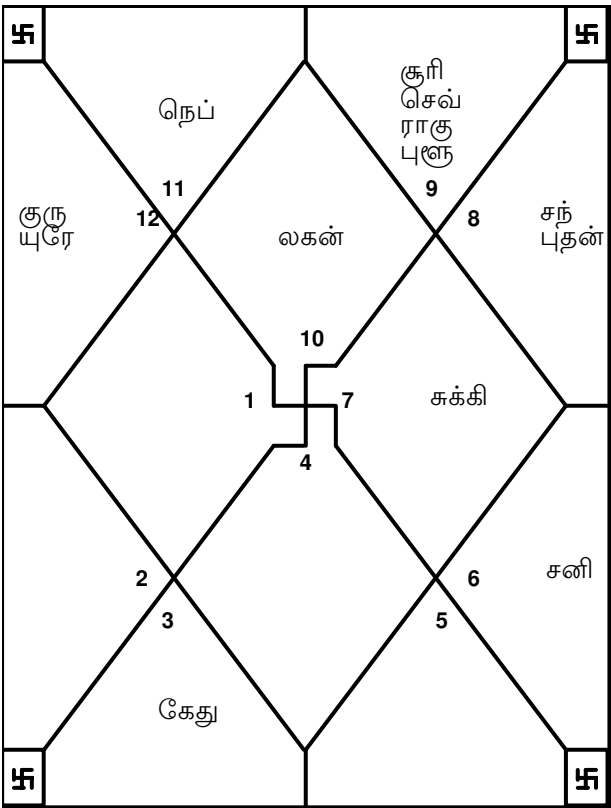 நெப்
சூரி
செவ்
ராகு
புளூ
11
9
12
8
குரு
யுரே
லகன்
சந்
புதன்
10
1
7
சுக்கி
4
2
6
சனி
3
5
கேது